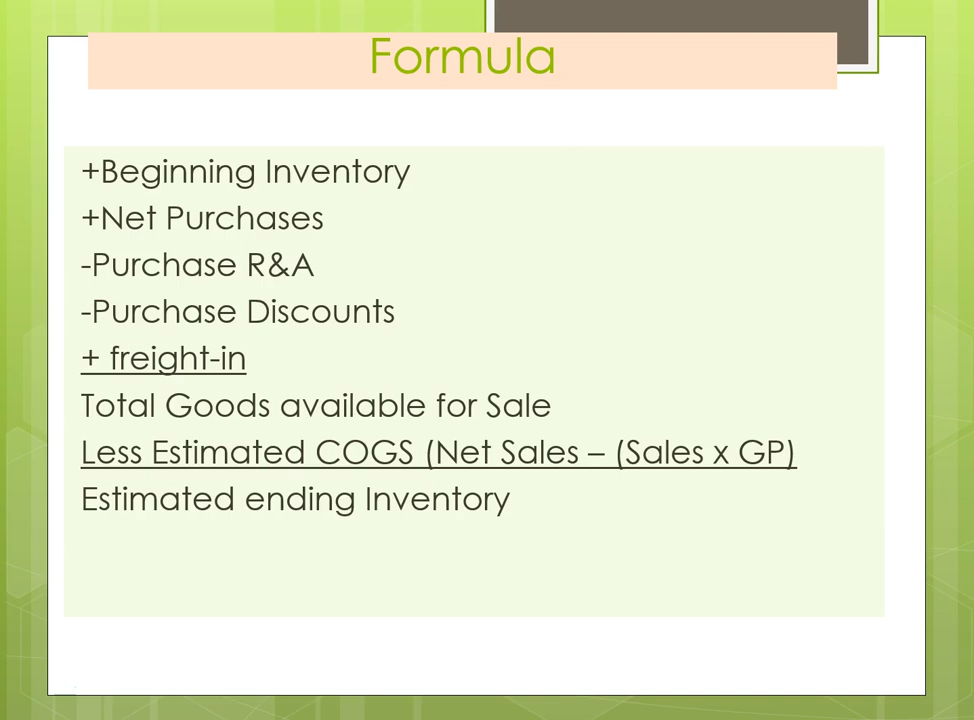 Formula
+Beginning Inventory
+Net Purchases
-Purchase R&A
-Purchase Discounts
+ freight-in
Total Goods available for Sale
Less Estimated COGS (Net Sales – (Sales x GP)
Estimated ending Inventory